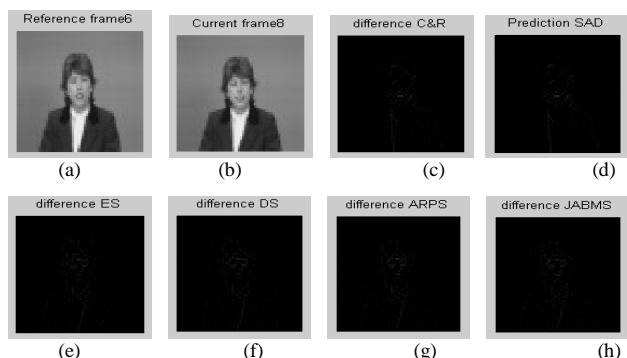 Reference frame6
Current frame8
difference C&R
Prediction SAD
(a)
(b)
(c)
(d)
difference ES
difference DS
difference ARPS
difference JABMS
(e)
(f)
(g)
(h)